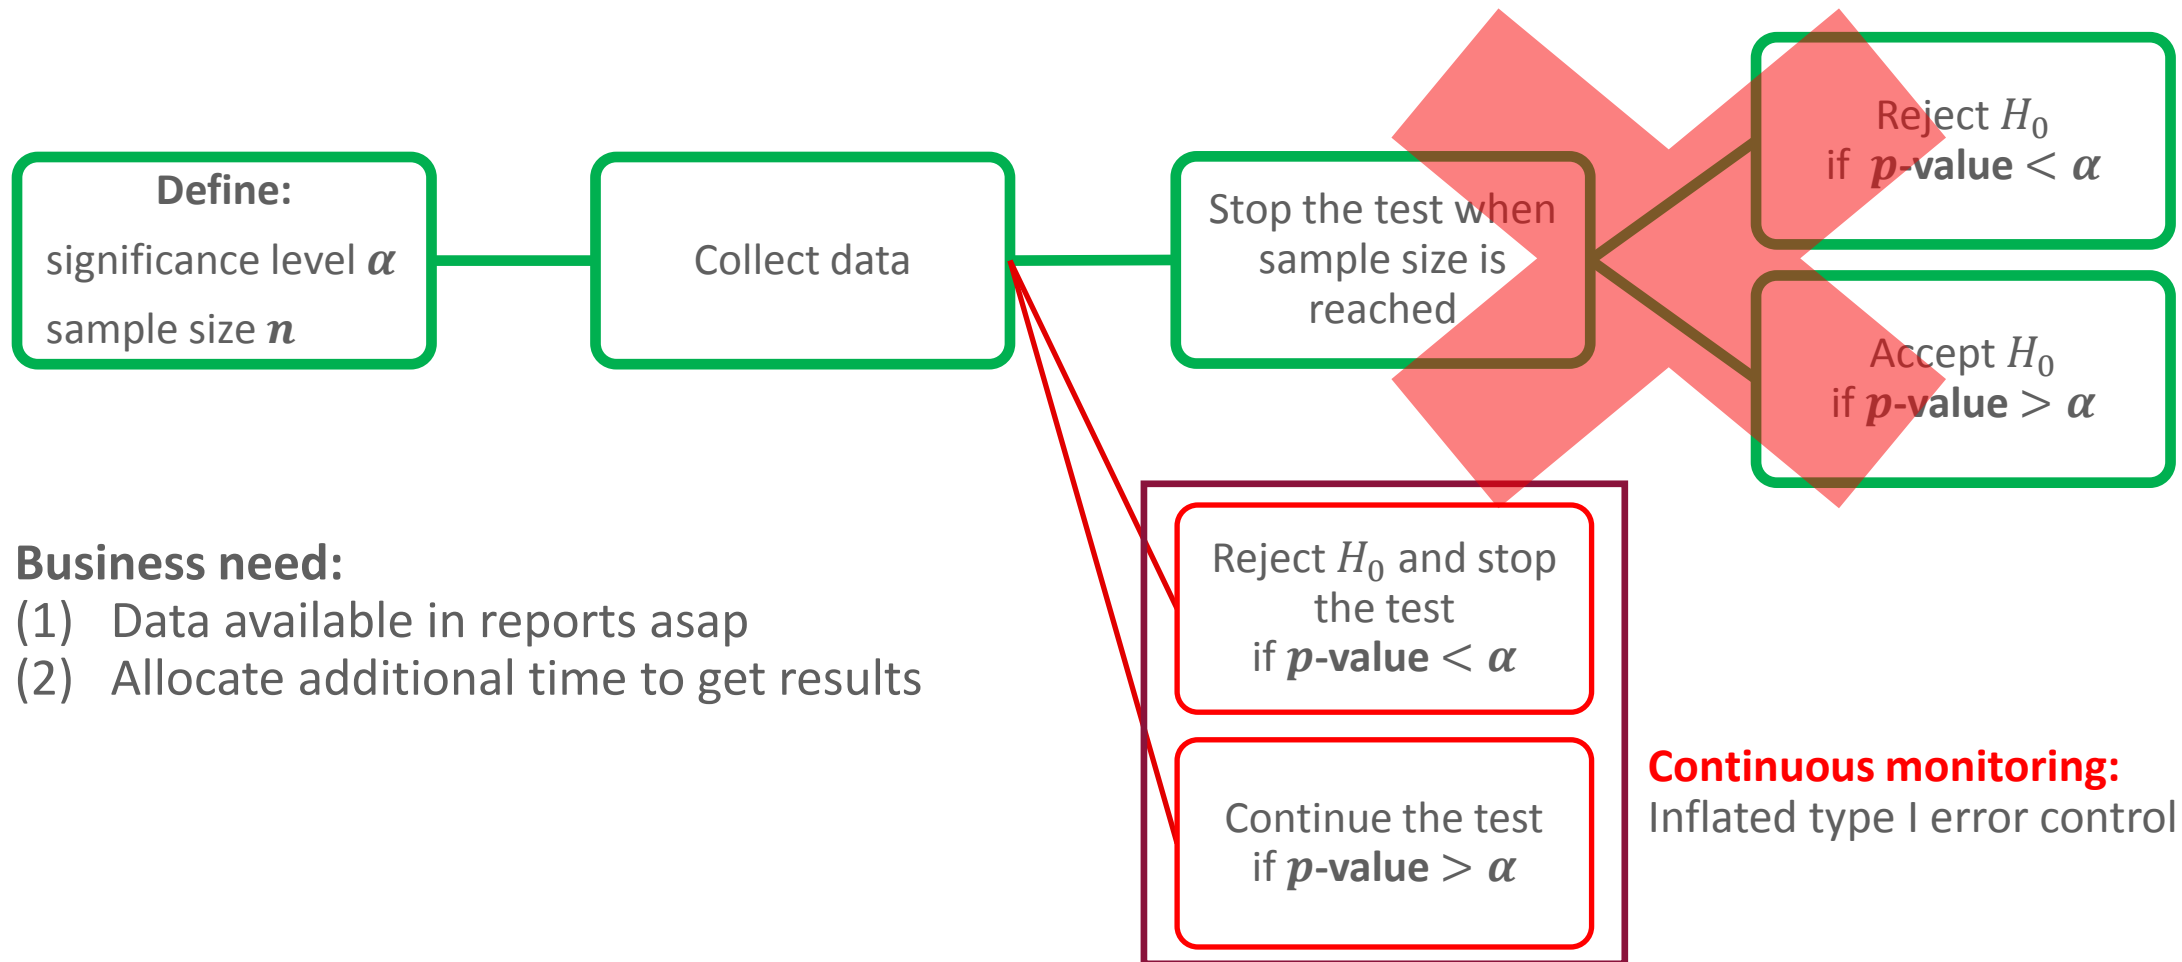 Define:
significance level α
sample size n
Collect data
Stop the test when
sample size is
reached
Reject H₀
if p-value < α
Accept H₀
if p-value > α
Business need:
(1) Data available in reports asap
(2) Allocate additional time to get results
Reject H₀ and stop
the test
if p-value < α
Continue the test
if p-value > α
Continuous monitoring:
Inflated type I error control